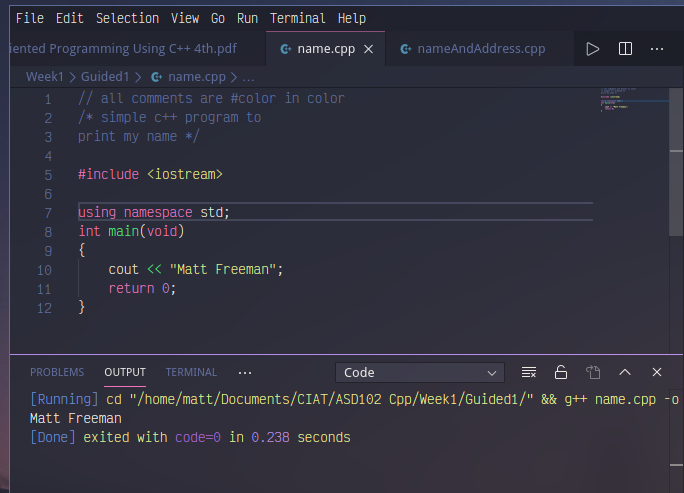 File Edit Selection View Go Run Terminal Help
iented Programming Using C++ 4th.pdf name.cpp nameAndAddress.cpp
Week1 > Guided1 > name.cpp > ...
1 // all comments are #color in color
2 /* simple c++ program to
3 print my name */
4
5 #include <iostream>
6
7 using namespace std;
8 int main(void)
9 {
10 cout << "Matt Freeman";
11 return 0;
12 }
PROBLEMS OUTPUT TERMINAL ... Code
[Running] cd "/home/matt/Documents/CIAT/ASD102 Cpp/Week1/Guided1/" && g++ name.cpp -o
Matt Freeman
[Done] exited with code=0 in 0.238 seconds